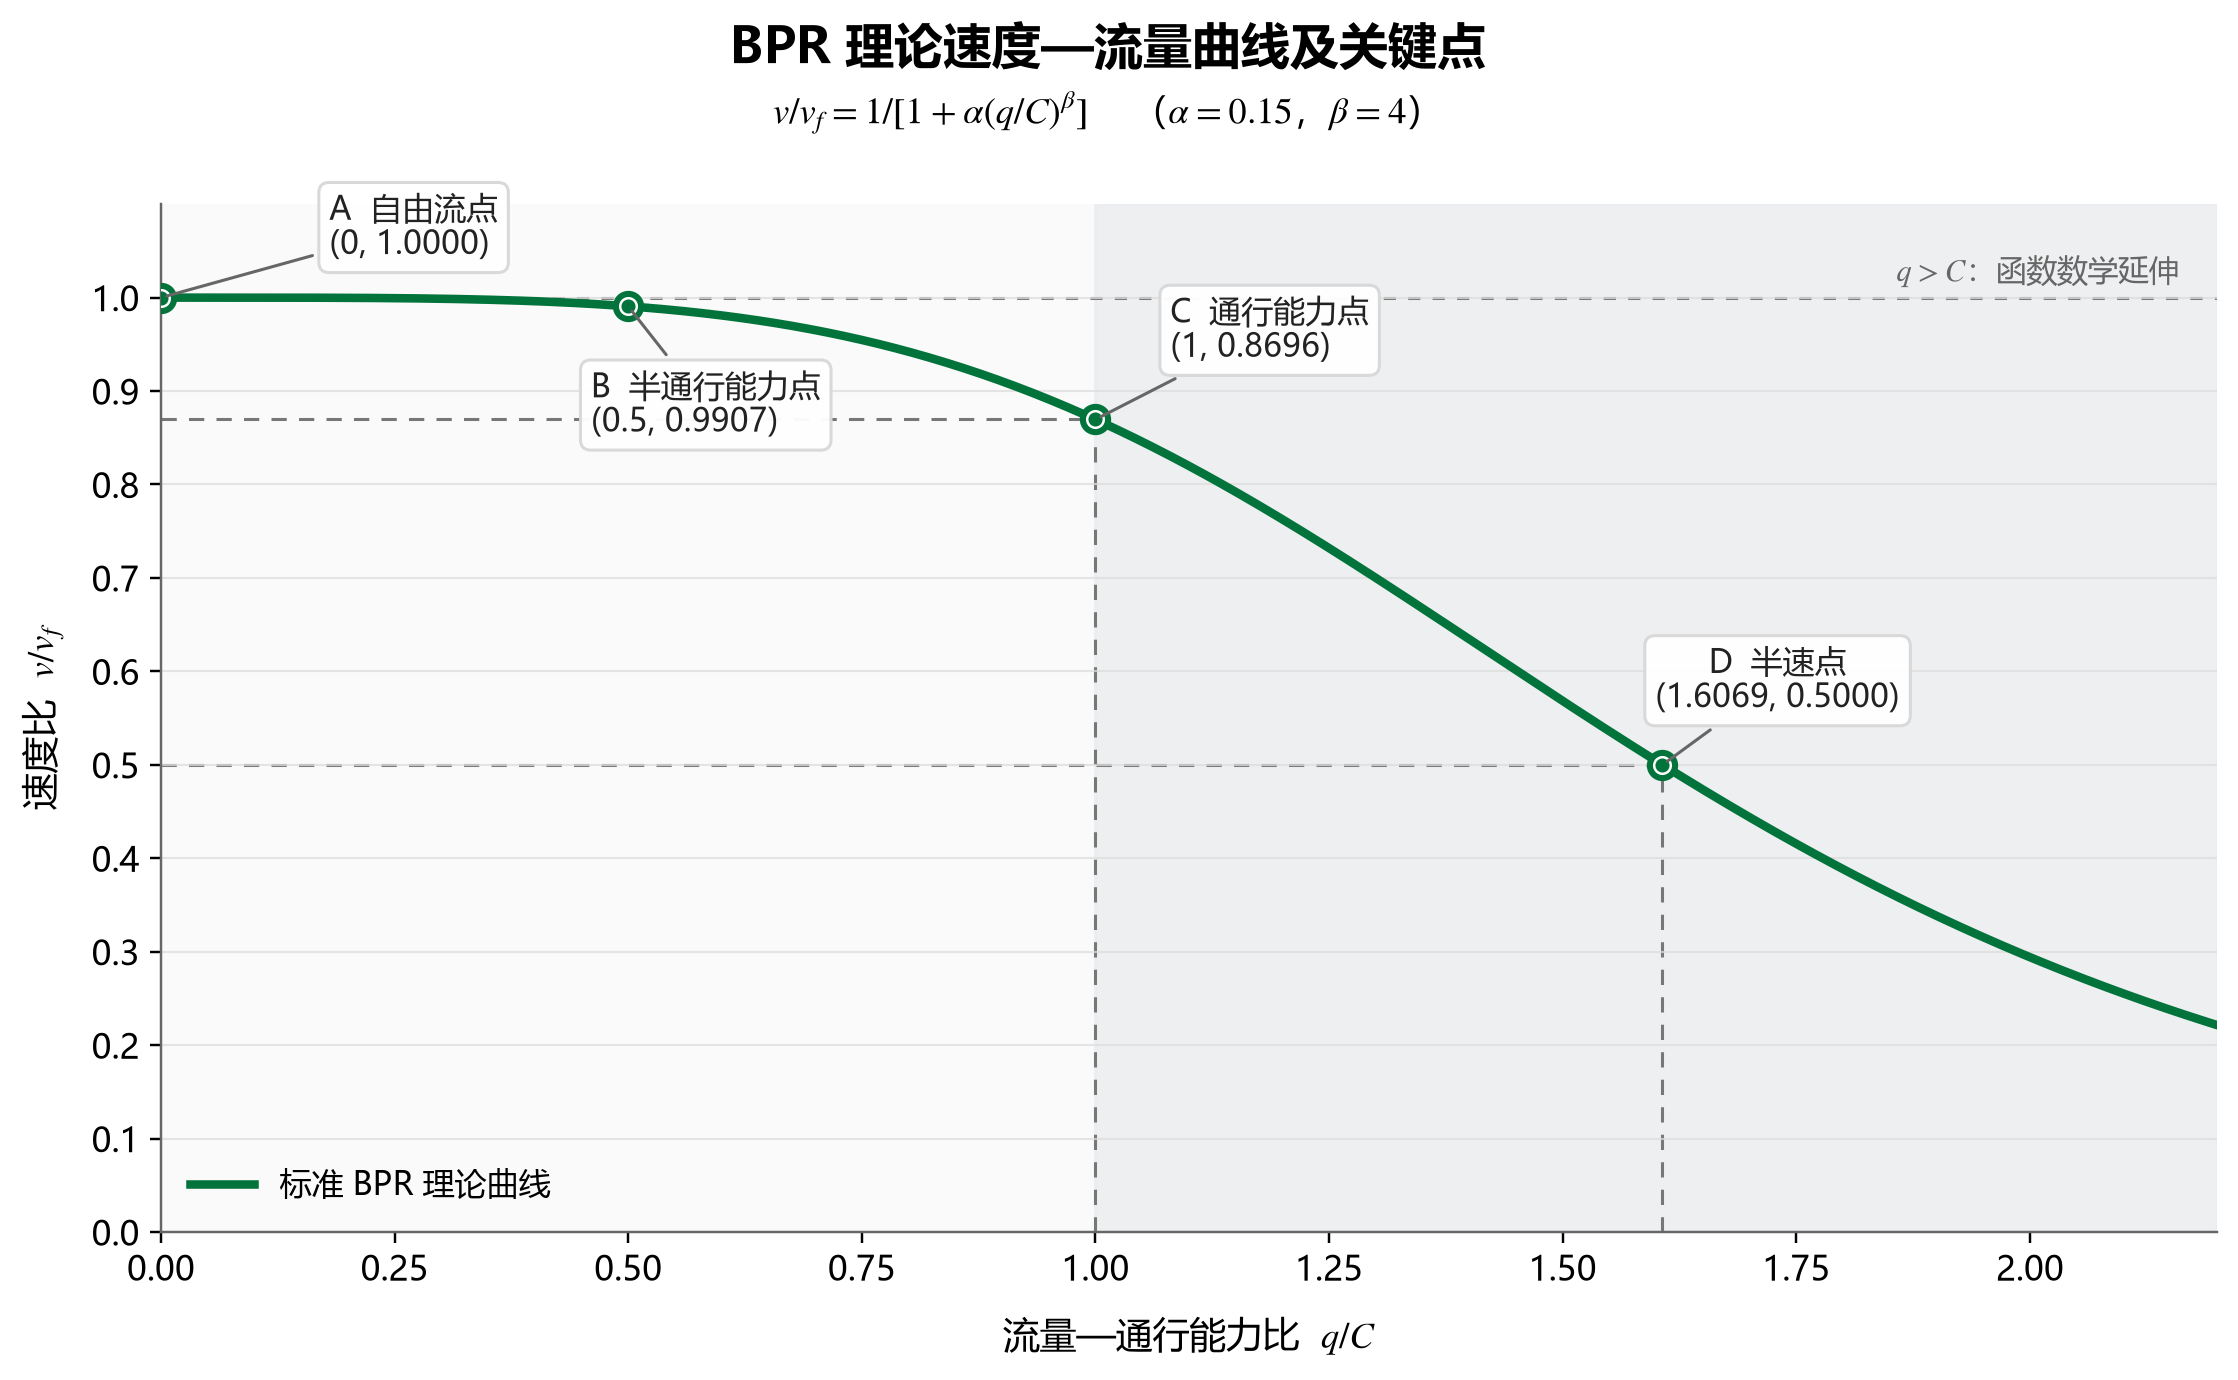 BPR 理论速度—流量曲线及关键点
v/v_f = 1/[1 + α(q/C)^β]　　（α = 0.15，β = 4）
A 自由流点
(0, 1.0000)
q > C：函数数学延伸
C 通行能力点
(1, 0.8696)
B 半通行能力点
(0.5, 0.9907)
D 半速点
(1.6069, 0.5000)
1.0
0.9
0.8
0.7
0.6
0.5
0.4
0.3
0.2
0.1
0.0
速度比 v/v_f
标准 BPR 理论曲线
0.00 0.25 0.50 0.75 1.00 1.25 1.50 1.75 2.00
流量—通行能力比 q/C